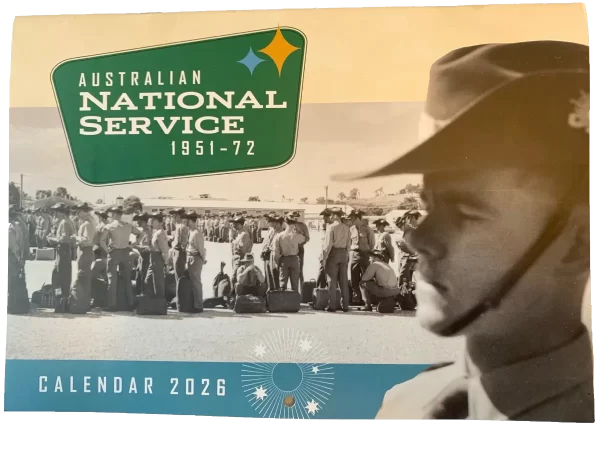 AUSTRALIAN
NATIONAL
SERVICE
1951-72
CALENDAR 2026